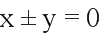 x ± y = 0